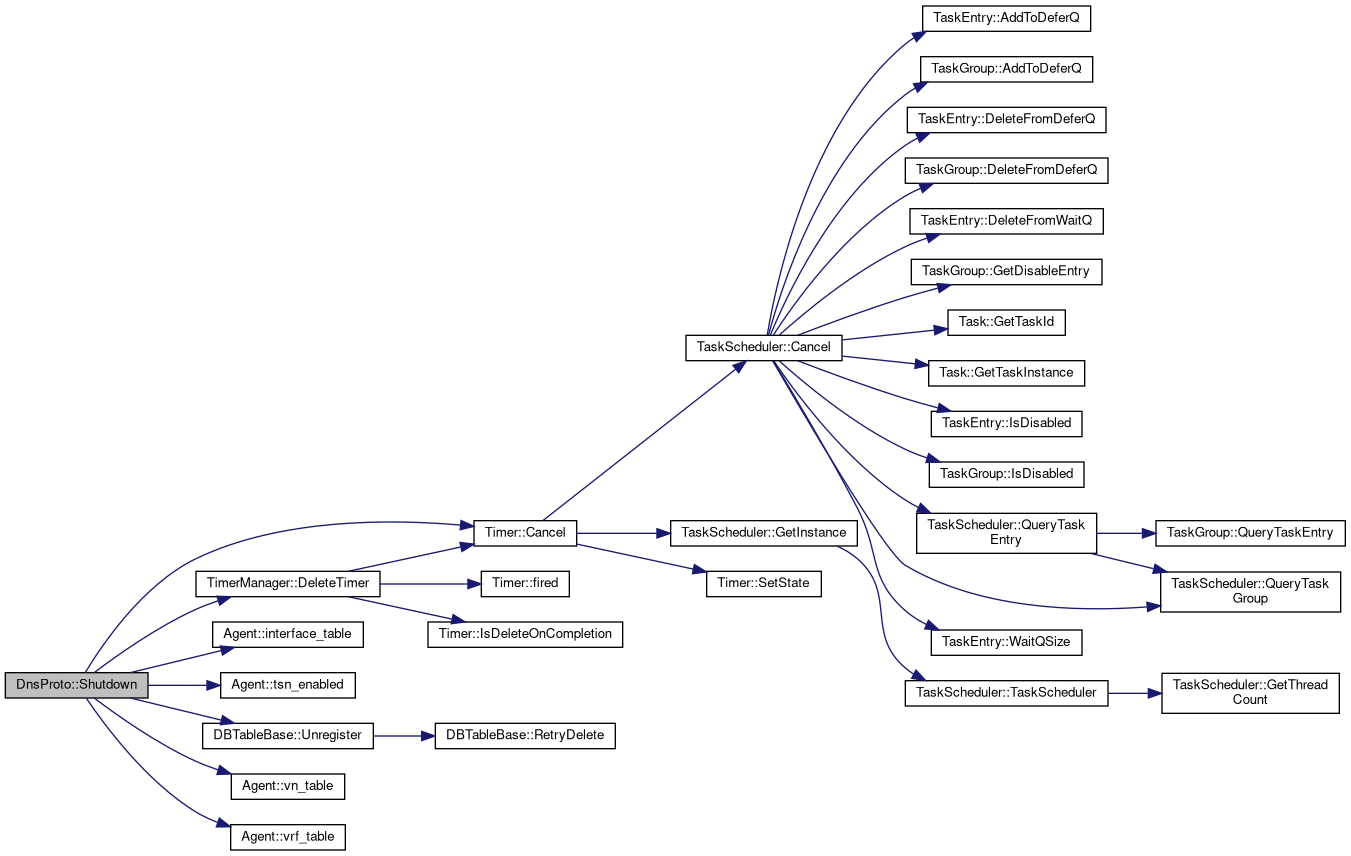 TaskEntry::AddToDeferQ
TaskGroup::AddToDeferQ
TaskEntry::DeleteFromDeferQ
TaskGroup::DeleteFromDeferQ
TaskEntry::DeleteFromWaitQ
TaskGroup::GetDisableEntry
Task::GetTaskId
TaskScheduler::Cancel
Task::GetTaskInstance
TaskEntry::IsDisabled
TaskGroup::IsDisabled
TaskScheduler::QueryTask
Entry
TaskGroup::QueryTaskEntry
Timer::Cancel
TaskScheduler::GetInstance
TimerManager::DeleteTimer
Timer::fired
Timer::SetState
TaskScheduler::QueryTask
Group
Agent::interface_table
Timer::IsDeleteOnCompletion
TaskEntry::WaitQSize
DnsProto::Shutdown
Agent::tsn_enabled
TaskScheduler::TaskScheduler
TaskScheduler::GetThread
Count
DBTableBase::Unregister
DBTableBase::RetryDelete
Agent::vn_table
Agent::vrf_table